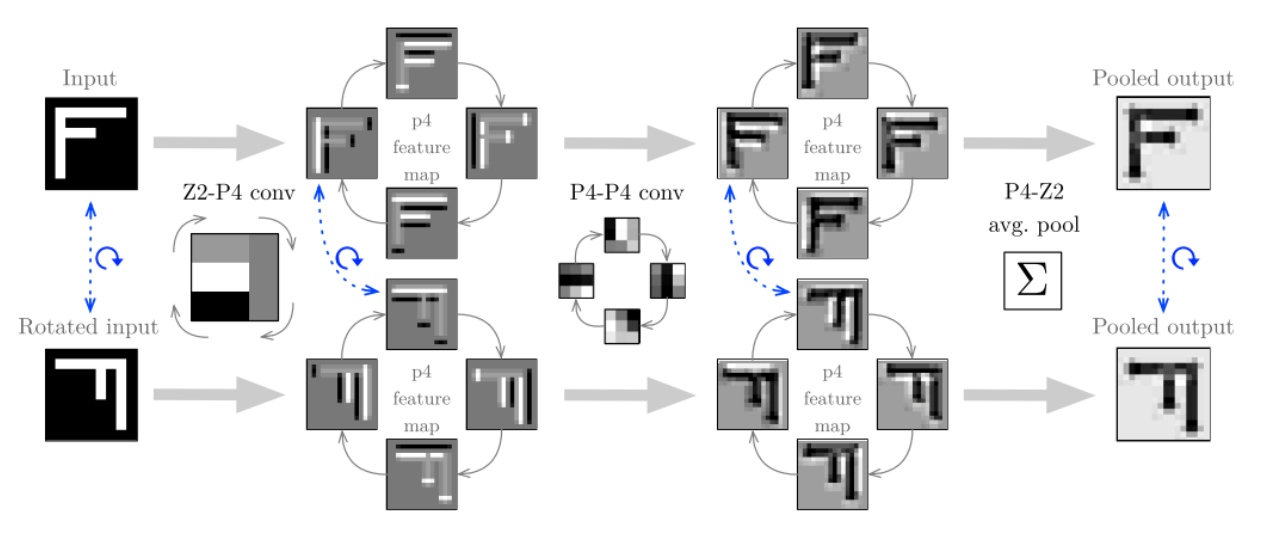 Input
Z2-P4 conv
p4
feature
map
P4-P4 conv
p4
feature
map
P4-Z2
avg. pool
Σ
Pooled output
Rotated input
p4
feature
map
p4
feature
map
Pooled output